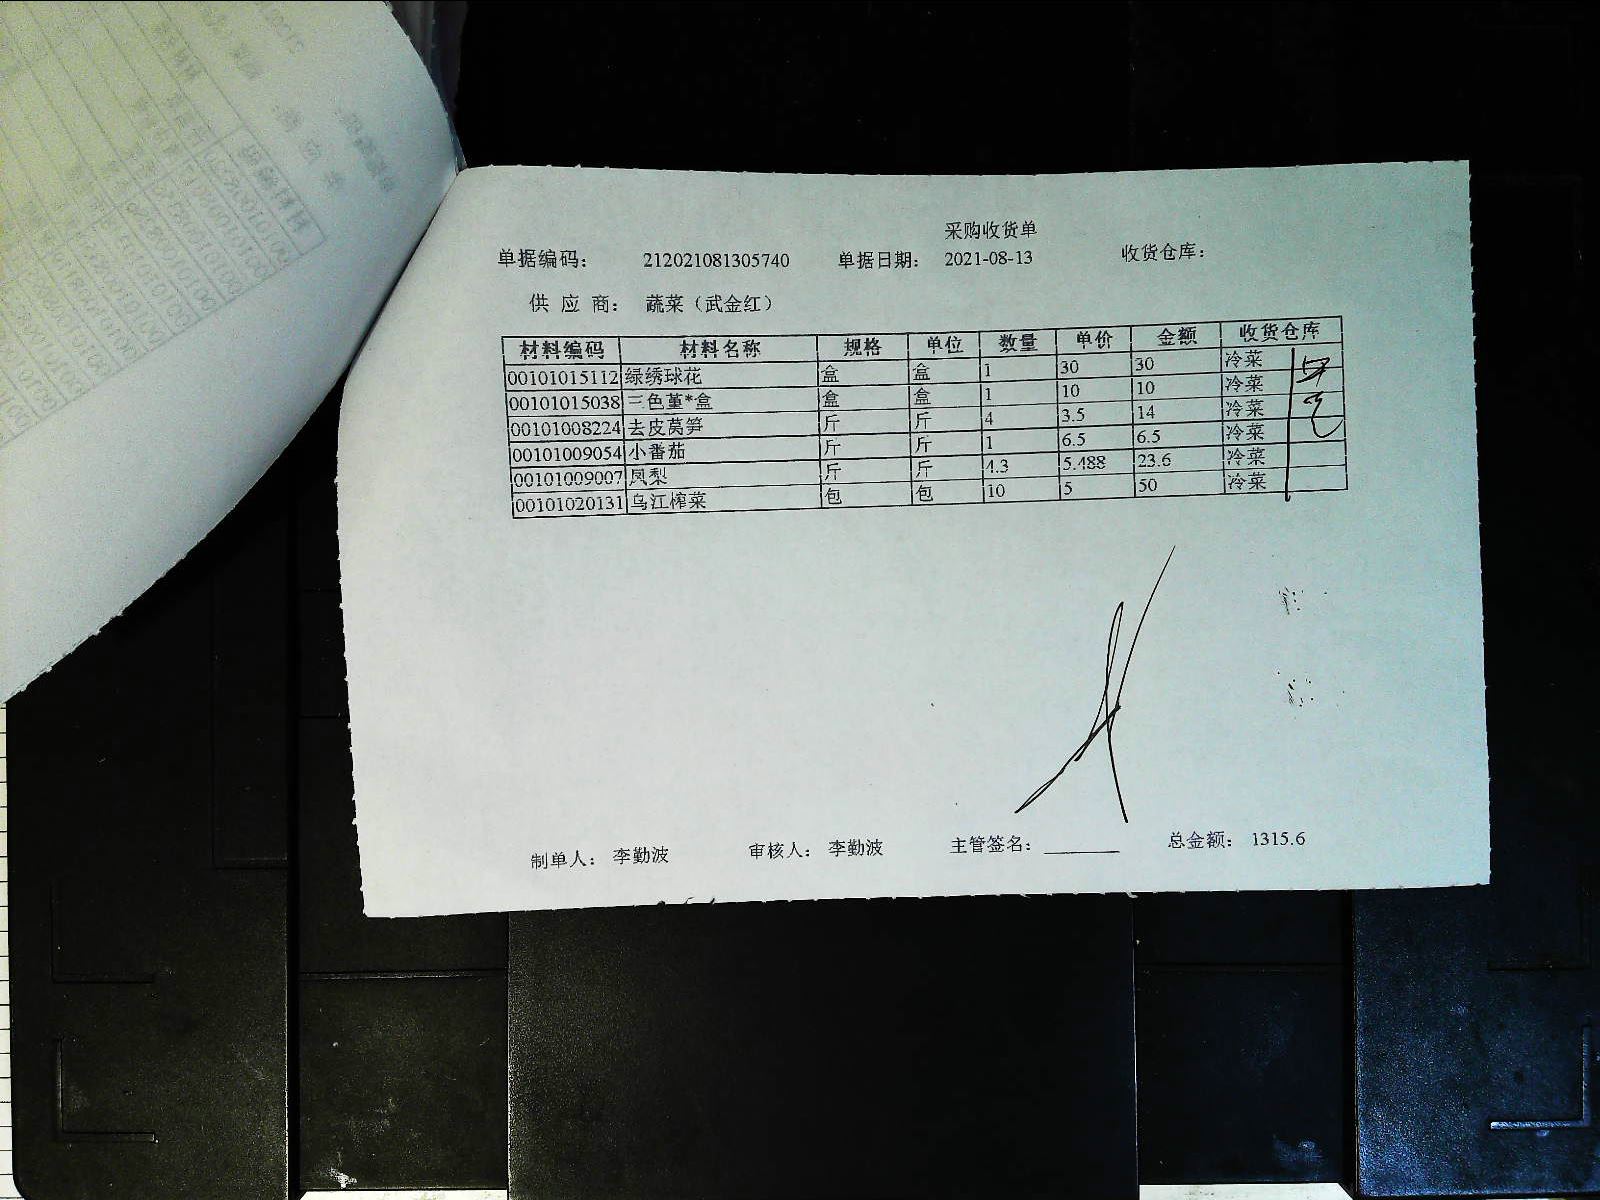 采购收货单
单据编码： 212021081305740 单据日期： 2021-08-13 收货仓库：
供 应 商： 蔬菜（武金红）
材料编码 材料名称 规格 单位 数量 单价 金额 收货仓库
00101015112 绿绣球花 盒 盒 1 30 30 冷菜
00101015038 三色堇*盒 盒 盒 1 10 10 冷菜
00101008224 去皮莴笋 斤 斤 4 3.5 14 冷菜
00101009054 小番茄 斤 斤 1 6.5 6.5 冷菜
00101009007 凤梨 斤 斤 4.3 5.488 23.6 冷菜
00101020131 乌江榨菜 包 包 10 5 50 冷菜
制单人： 李勤波 审核人： 李勤波 主管签名： 总金额： 1315.6